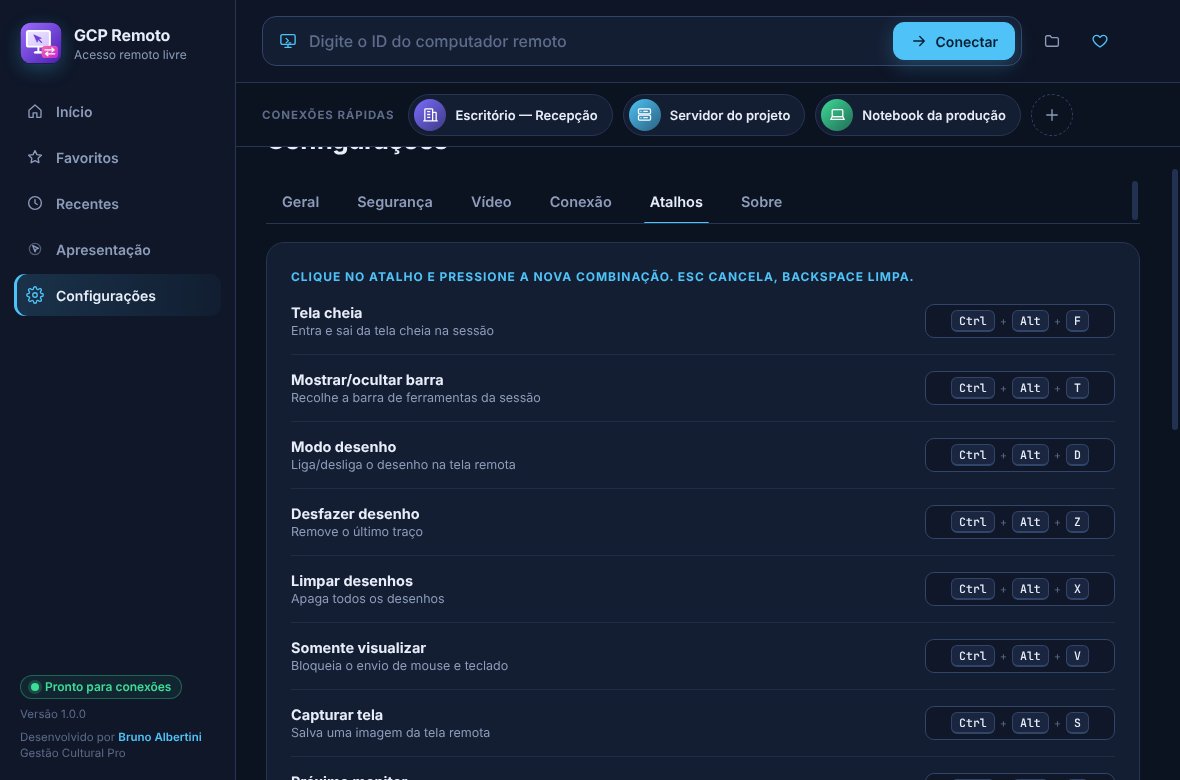 GCP Remoto
Acesso remoto livre
Digite o ID do computador remoto
Conectar
Início
Favoritos
Recentes
Apresentação
Configurações
CONEXÕES RÁPIDAS
Escritório — Recepção
Servidor do projeto
Notebook da produção
Configurações
Geral
Segurança
Vídeo
Conexão
Atalhos
Sobre
CLIQUE NO ATALHO E PRESSIONE A NOVA COMBINAÇÃO. ESC CANCELA, BACKSPACE LIMPA.
Tela cheia
Entra e sai da tela cheia na sessão
Ctrl + Alt + F
Mostrar/ocultar barra
Recolhe a barra de ferramentas da sessão
Ctrl + Alt + T
Modo desenho
Liga/desliga o desenho na tela remota
Ctrl + Alt + D
Desfazer desenho
Remove o último traço
Ctrl + Alt + Z
Limpar desenhos
Apaga todos os desenhos
Ctrl + Alt + X
Somente visualizar
Bloqueia o envio de mouse e teclado
Ctrl + Alt + V
Capturar tela
Salva uma imagem da tela remota
Ctrl + Alt + S
Próximo monitor
Pronto para conexões
Versão 1.0.0
Desenvolvido por Bruno Albertini
Gestão Cultural Pro